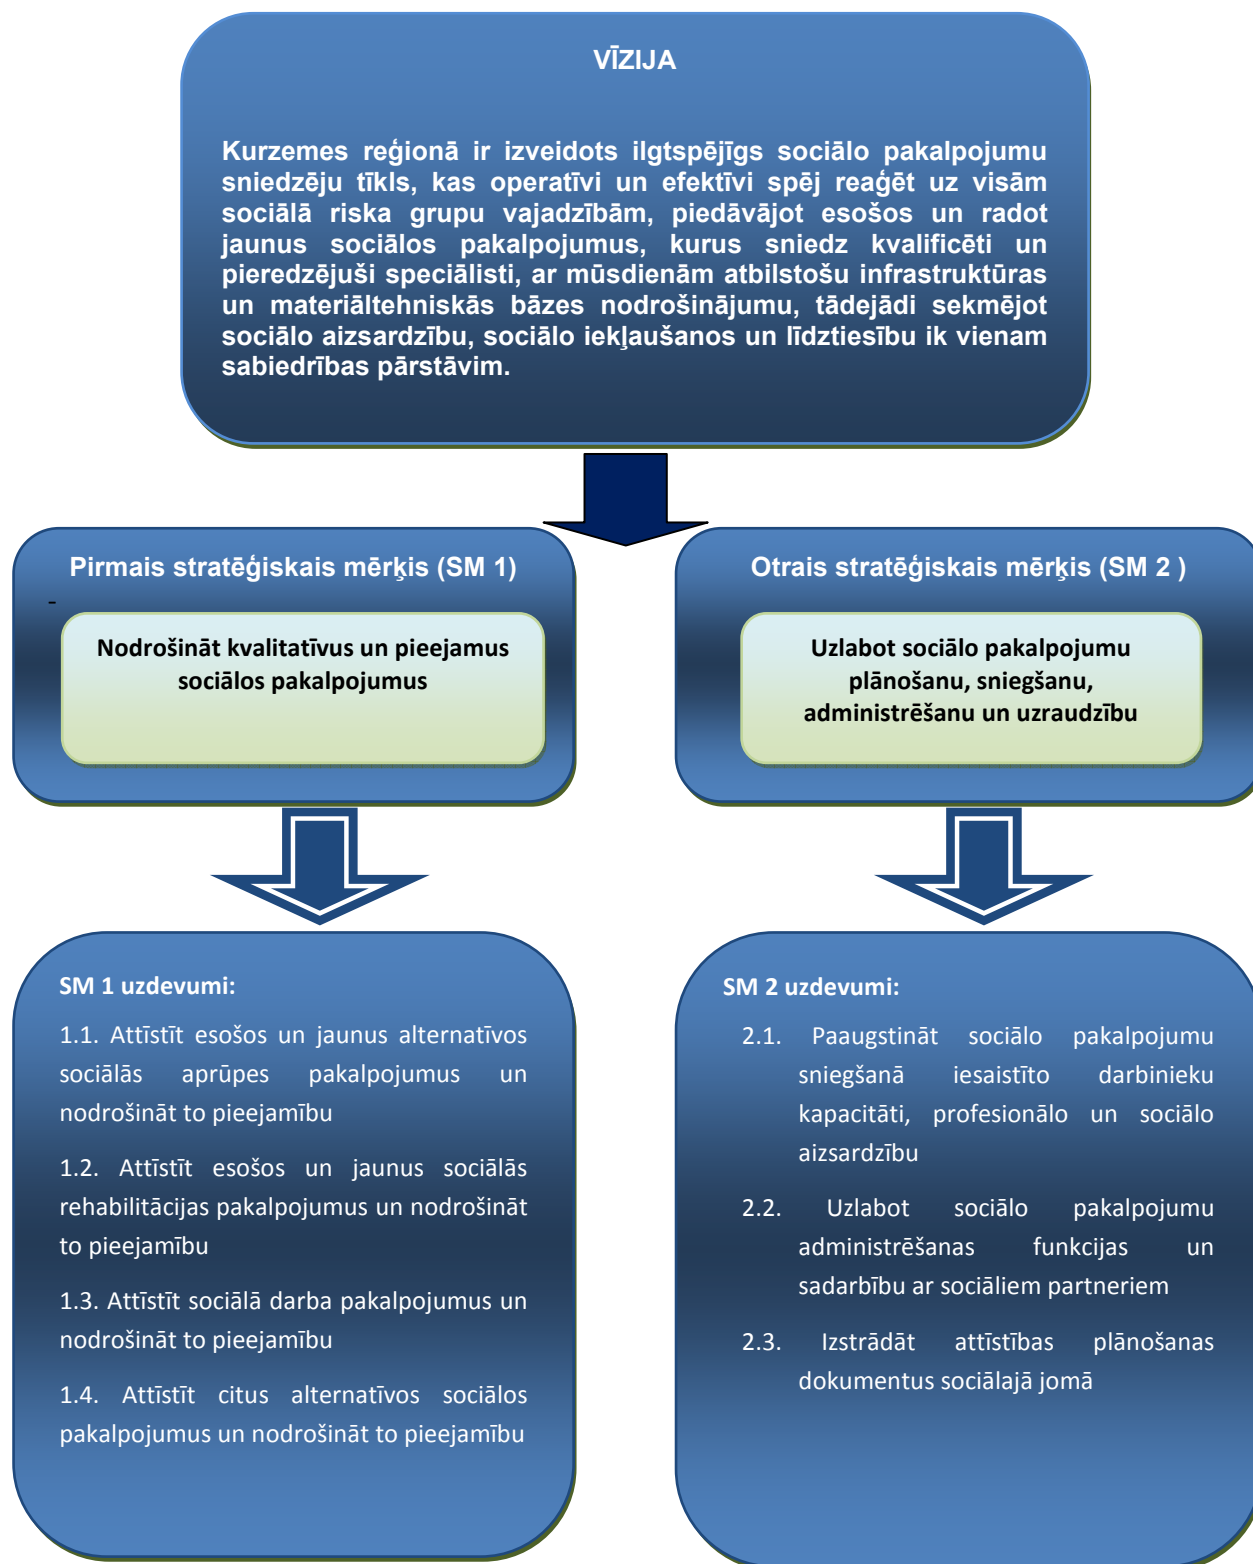 VĪZIJA
Kurzemes reģionā ir izveidots ilgtspējīgs sociālo pakalpojumu
sniedzēju tīkls, kas operatīvi un efektīvi spēj reaģēt uz visām
sociālā riska grupu vajadzībām, piedāvājot esošos un radot
jaunus sociālos pakalpojumus, kurus sniedz kvalificēti un
pieredzējuši speciālisti, ar mūsdienām atbilstošu infrastruktūras
un materiāltehniskās bāzes nodrošinājumu, tādejādi sekmējot
sociālo aizsardzību, sociālo iekļaušanos un līdztiesību ik vienam
sabiedrības pārstāvim.
Pirmais stratēģiskais mērķis (SM 1)
-
Nodrošināt kvalitatīvus un pieejamus
sociālos pakalpojumus
Otrais stratēģiskais mērķis (SM 2 )
Uzlabot sociālo pakalpojumu
plānošanu, sniegšanu,
administrēšanu un uzraudzību
SM 1 uzdevumi:
1.1. Attīstīt esošos un jaunus alternatīvos
sociālās aprūpes pakalpojumus un
nodrošināt to pieejamību
1.2. Attīstīt esošos un jaunus sociālās
rehabilitācijas pakalpojumus un nodrošināt
to pieejamību
1.3. Attīstīt sociālā darba pakalpojumus un
nodrošināt to pieejamību
1.4. Attīstīt citus alternatīvos sociālos
pakalpojumus un nodrošināt to pieejamību
SM 2 uzdevumi:
2.1. Paaugstināt sociālo pakalpojumu
sniegšanā iesaistīto darbinieku
kapacitāti, profesionālo un sociālo
aizsardzību
2.2. Uzlabot sociālo pakalpojumu
administrēšanas funkcijas un
sadarbību ar sociāliem partneriem
2.3. Izstrādāt attīstības plānošanas
dokumentus sociālajā jomā